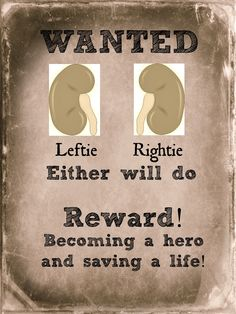 WANTED
Leftie Rightie
Either will do
Reward!
Becoming a hero
and saving a life!